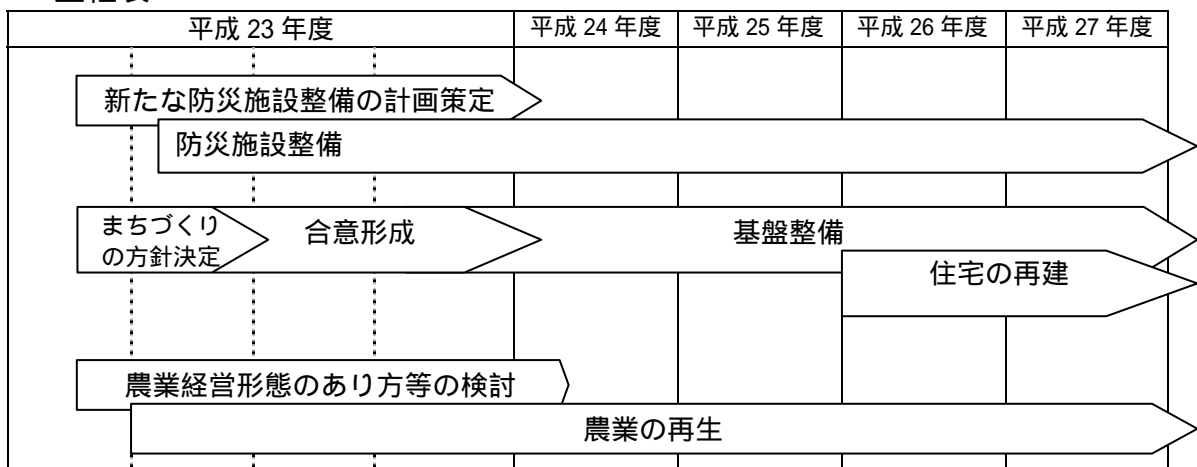 平成 23 年度
平成 24 年度
平成 25 年度
平成 26 年度
平成 27 年度
新たな防災施設整備の計画策定
防災施設整備
まちづくり
の方針決定
合意形成
基盤整備
住宅の再建
農業経営形態のあり方等の検討
農業の再生